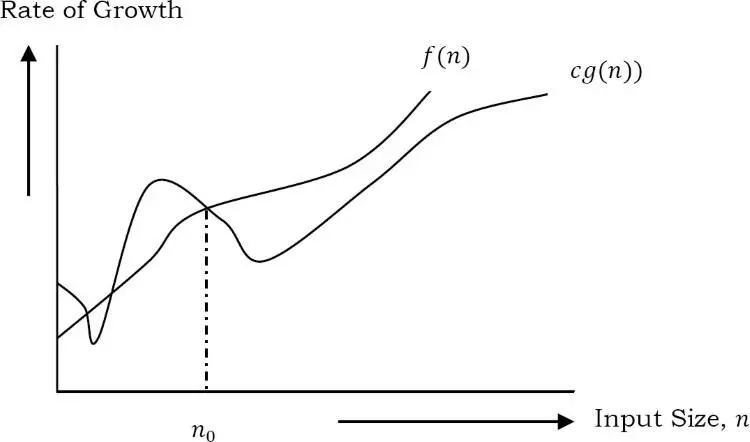 Rate of Growth
f(n)
cg(n))
n₀
Input Size, n